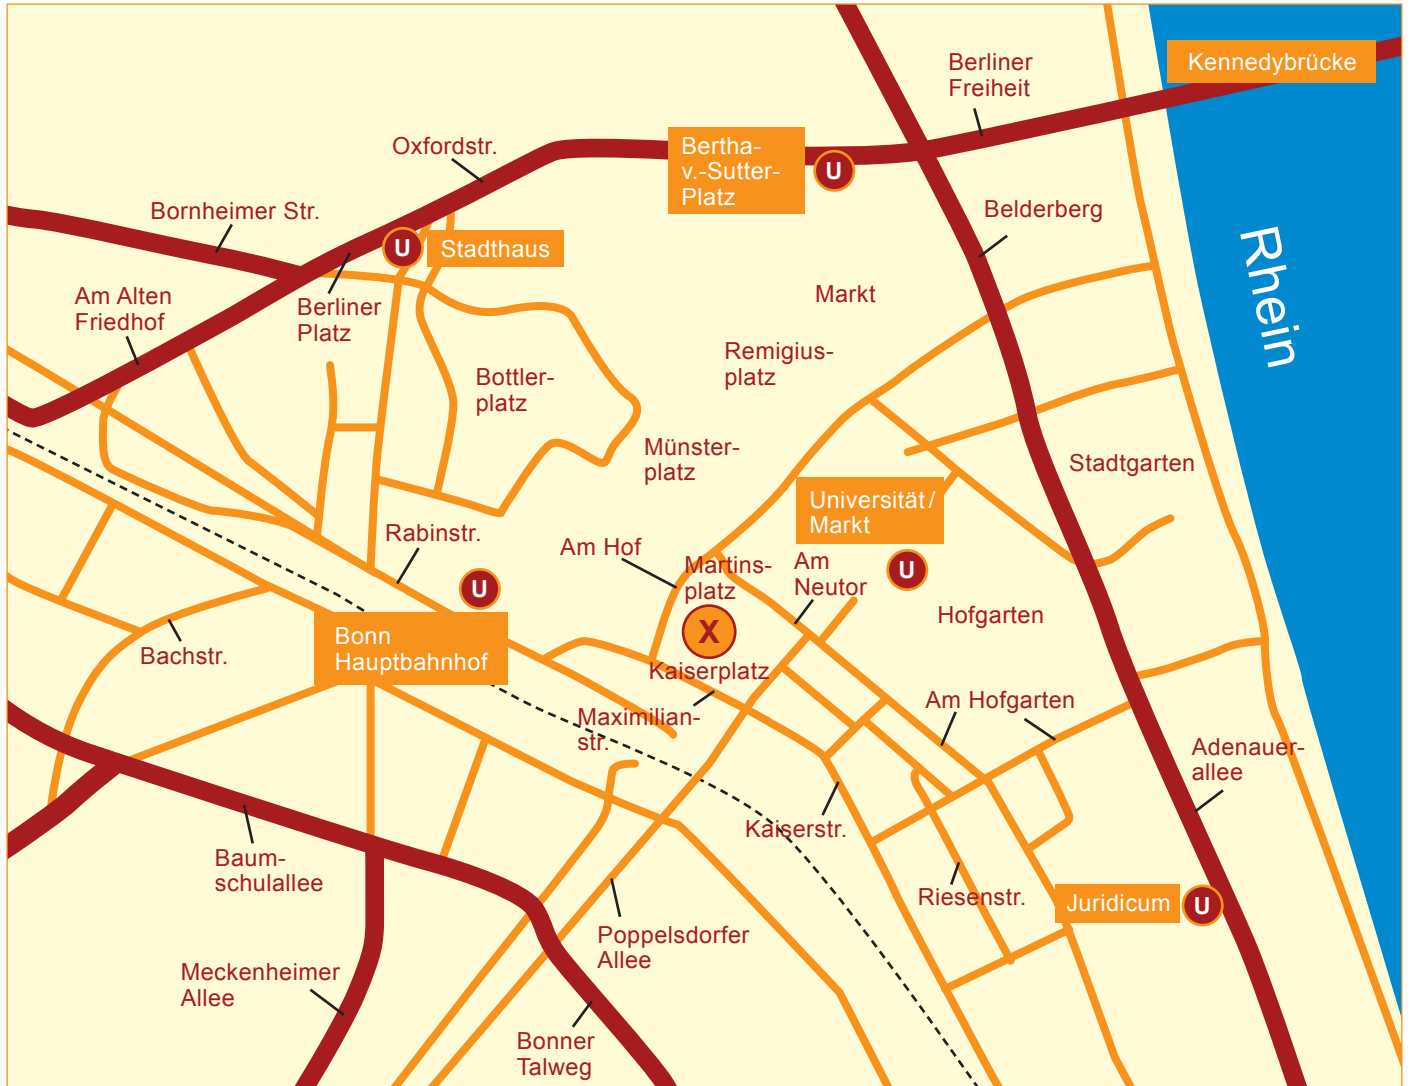 Berliner
Freiheit
Kennedybrücke
Oxfordstr.
Bertha-
v.-Sutter-
Platz
U
Bornheimer Str.
U
Stadthaus
Belderberg
Rhein
Am Alten
Friedhof
Berliner
Platz
Markt
Remigius-
platz
Bottler-
platz
Münster-
platz
Stadtgarten
Universität/
Markt
U
Rabinstr.
Am Hof
Martins-
platz
Am
Neutor
U
X
Hofgarten
Bonn
Hauptbahnhof
Bachstr.
Kaiserplatz
Am Hofgarten
Maximilian-
str.
Adenauer-
allee
Kaiserstr.
Baum-
schulallee
Riesenstr.
Juridicum
U
Poppelsdorfer
Allee
Meckenheimer
Allee
Bonner
Talweg